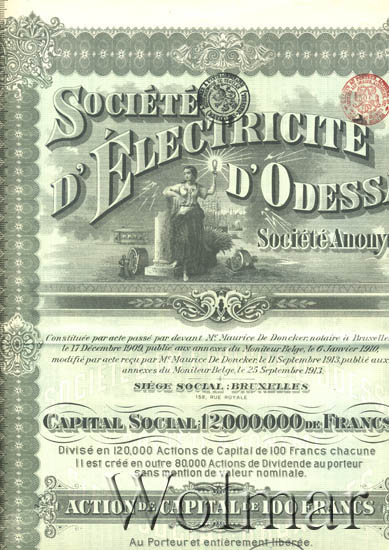 SOCIÉTÉ
D'ÉLECTRICITÉ
D'ODESS
Société Anony
Constituée par acte passé par devant Me. Maurice De Doncker, notaire à Bruxelle
le 17 Décembre 1909, publié aux annexes du Moniteur Belge, le 6 Janvier 1910,
modifié par acte reçu par Me. Maurice De Doncker, le 11 Septembre 1913, publié aux
annexes du Moniteur Belge, le 25 Septembre 1913.
SIÈGE SOCIAL: BRUXELLES
158, RUE ROYALE
CAPITAL SOCIAL: 12,000,000 DE FRANCS
Divisé en 120,000 Actions de Capital de 100 Francs chacune
Il est créé en outre 80,000 Actions de Dividende au porteur
sans mention de valeur nominale.
ACTION DE CAPITAL DE 100 FRANCS
Au Porteur et entièrement libérée.
Wolmar